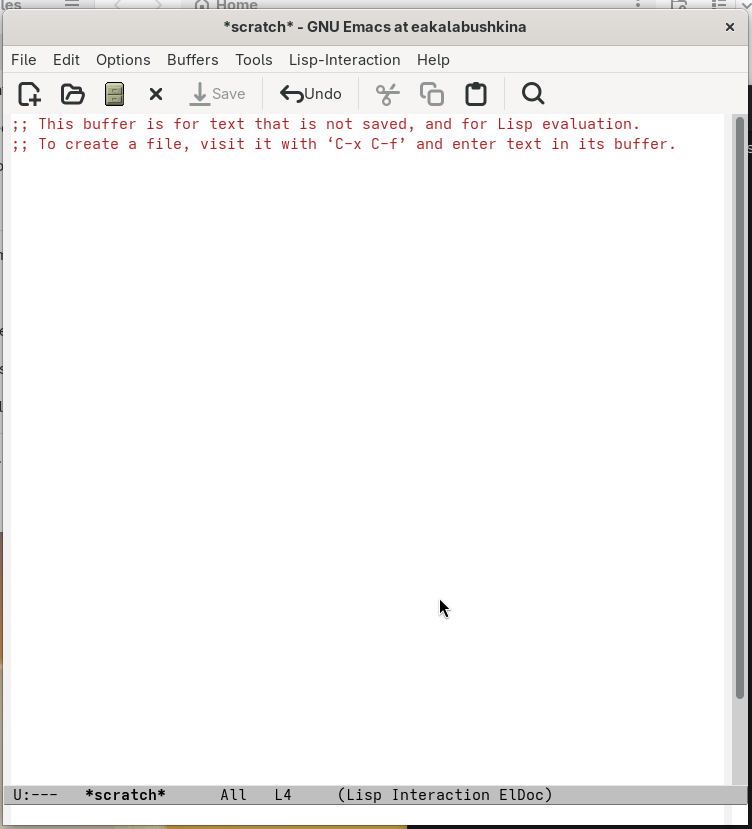 les
Home
*scratch* - GNU Emacs at eakalabushkina
File Edit Options Buffers Tools Lisp-Interaction Help
Save Undo
;; This buffer is for text that is not saved, and for Lisp evaluation.
;; To create a file, visit it with ‘C-x C-f’ and enter text in its buffer.
U:--- *scratch* All L4 (Lisp Interaction ElDoc)